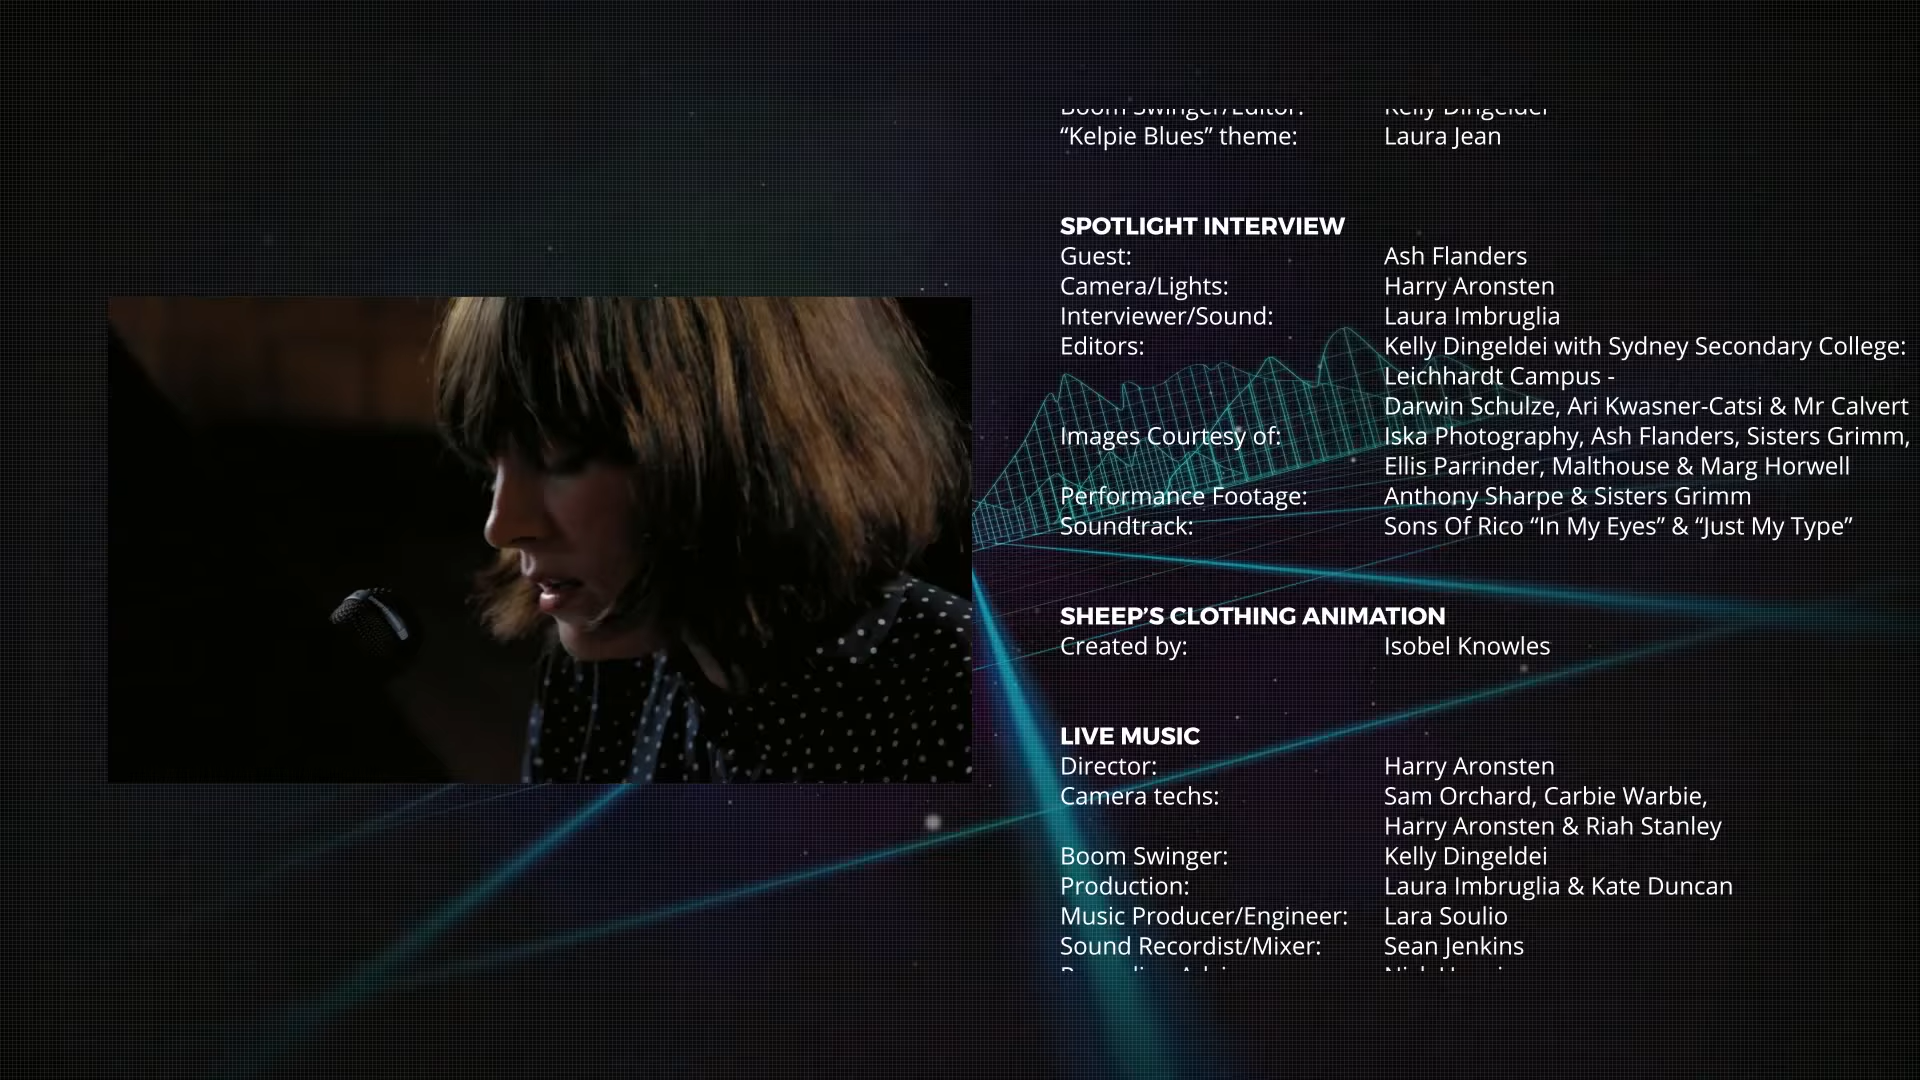 Boom Swinger/Editor: Kelly Dingeldei
“Kelpie Blues” theme: Laura Jean
SPOTLIGHT INTERVIEW
Guest: Ash Flanders
Camera/Lights: Harry Aronsten
Interviewer/Sound: Laura Imbruglia
Editors: Kelly Dingeldei with Sydney Secondary College:
Leichhardt Campus -
Darwin Schulze, Ari Kwasner-Catsi & Mr Calvert
Images Courtesy of: Iska Photography, Ash Flanders, Sisters Grimm,
Ellis Parrinder, Malthouse & Marg Horwell
Performance Footage: Anthony Sharpe & Sisters Grimm
Soundtrack: Sons Of Rico “In My Eyes” & “Just My Type”
SHEEP’S CLOTHING ANIMATION
Created by: Isobel Knowles
LIVE MUSIC
Director: Harry Aronsten
Camera techs: Sam Orchard, Carbie Warbie,
Harry Aronsten & Riah Stanley
Boom Swinger: Kelly Dingeldei
Production: Laura Imbruglia & Kate Duncan
Music Producer/Engineer: Lara Soulio
Sound Recordist/Mixer: Sean Jenkins